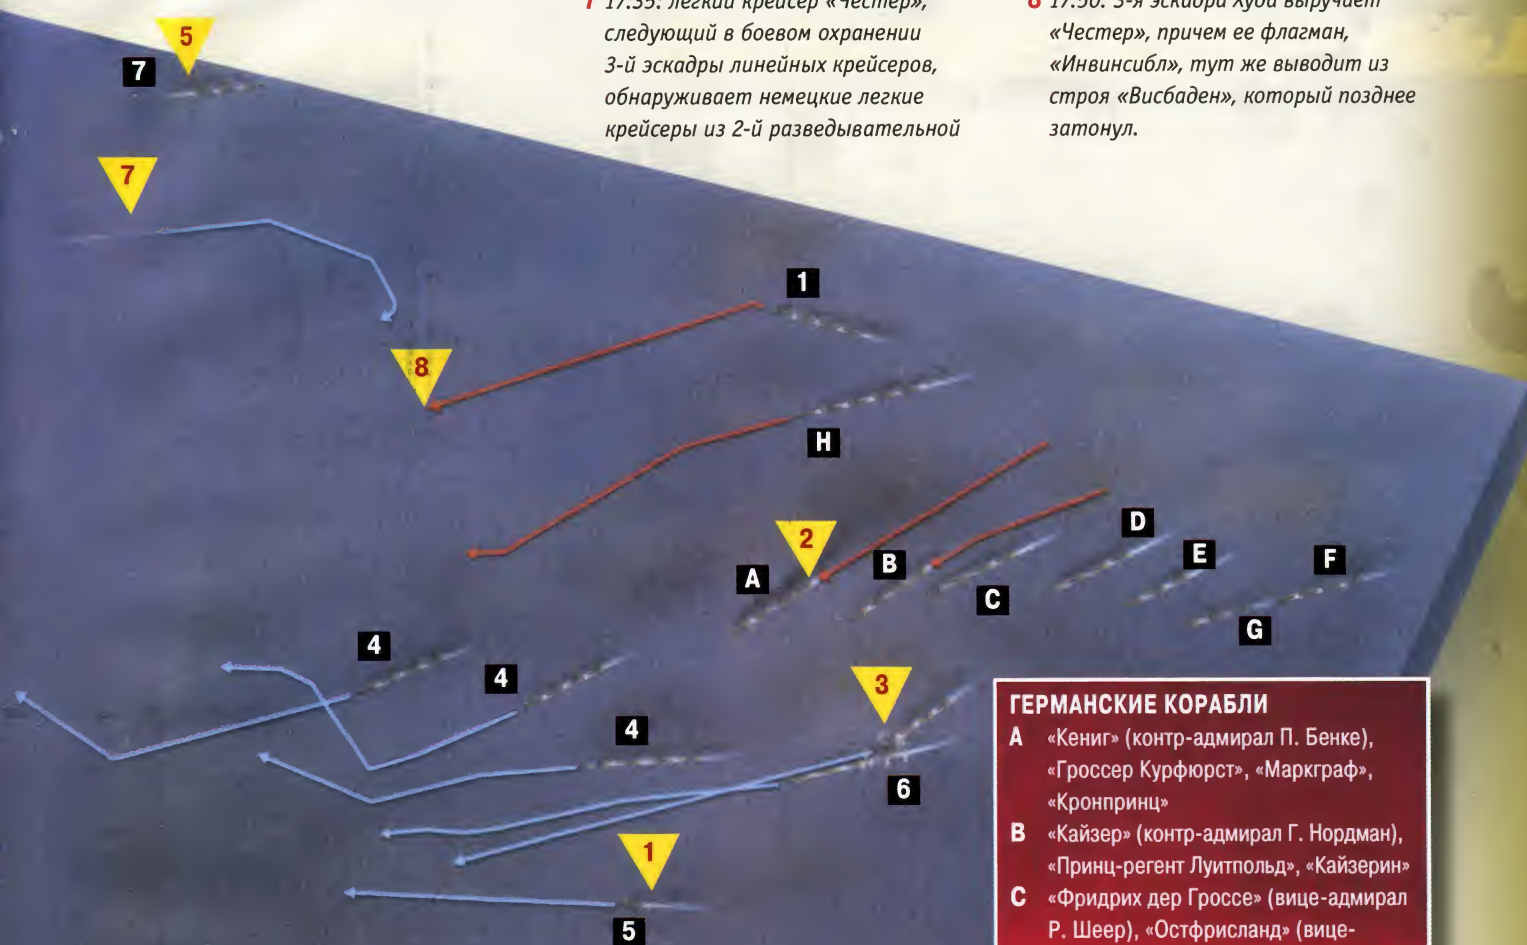 7 17.35: легкий крейсер «Честер»,
следующий в боевом охранении
3-й эскадры линейных крейсеров,
обнаруживает немецкие легкие
крейсеры из 2-й разведывательной
8 17.50: 3-я эскадра Худа выручает
«Честер», причем ее флагман,
«Инвинсибл», тут же выводит из
строя «Висбаден», который позднее
затонул.
5
7
7
1
8
H
2
A
B
C
D
E
F
G
4
4
3
4
6
1
5
ГЕРМАНСКИЕ КОРАБЛИ
A «Кениг» (контр-адмирал П. Бенке),
«Гроссер Курфюрст», «Маркграф»,
«Кронпринц»
B «Кайзер» (контр-адмирал Г. Нордман),
«Принц-регент Луитпольд», «Кайзерин»
C «Фридрих дер Гроссе» (вице-адмирал
Р. Шеер), «Остфрисланд» (вице-